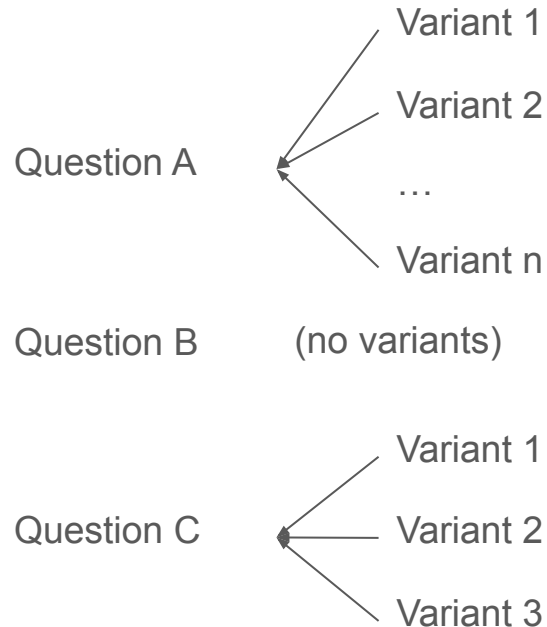 Variant 1
Variant 2
Question A
…
Variant n
Question B (no variants)
Variant 1
Question C Variant 2
Variant 3